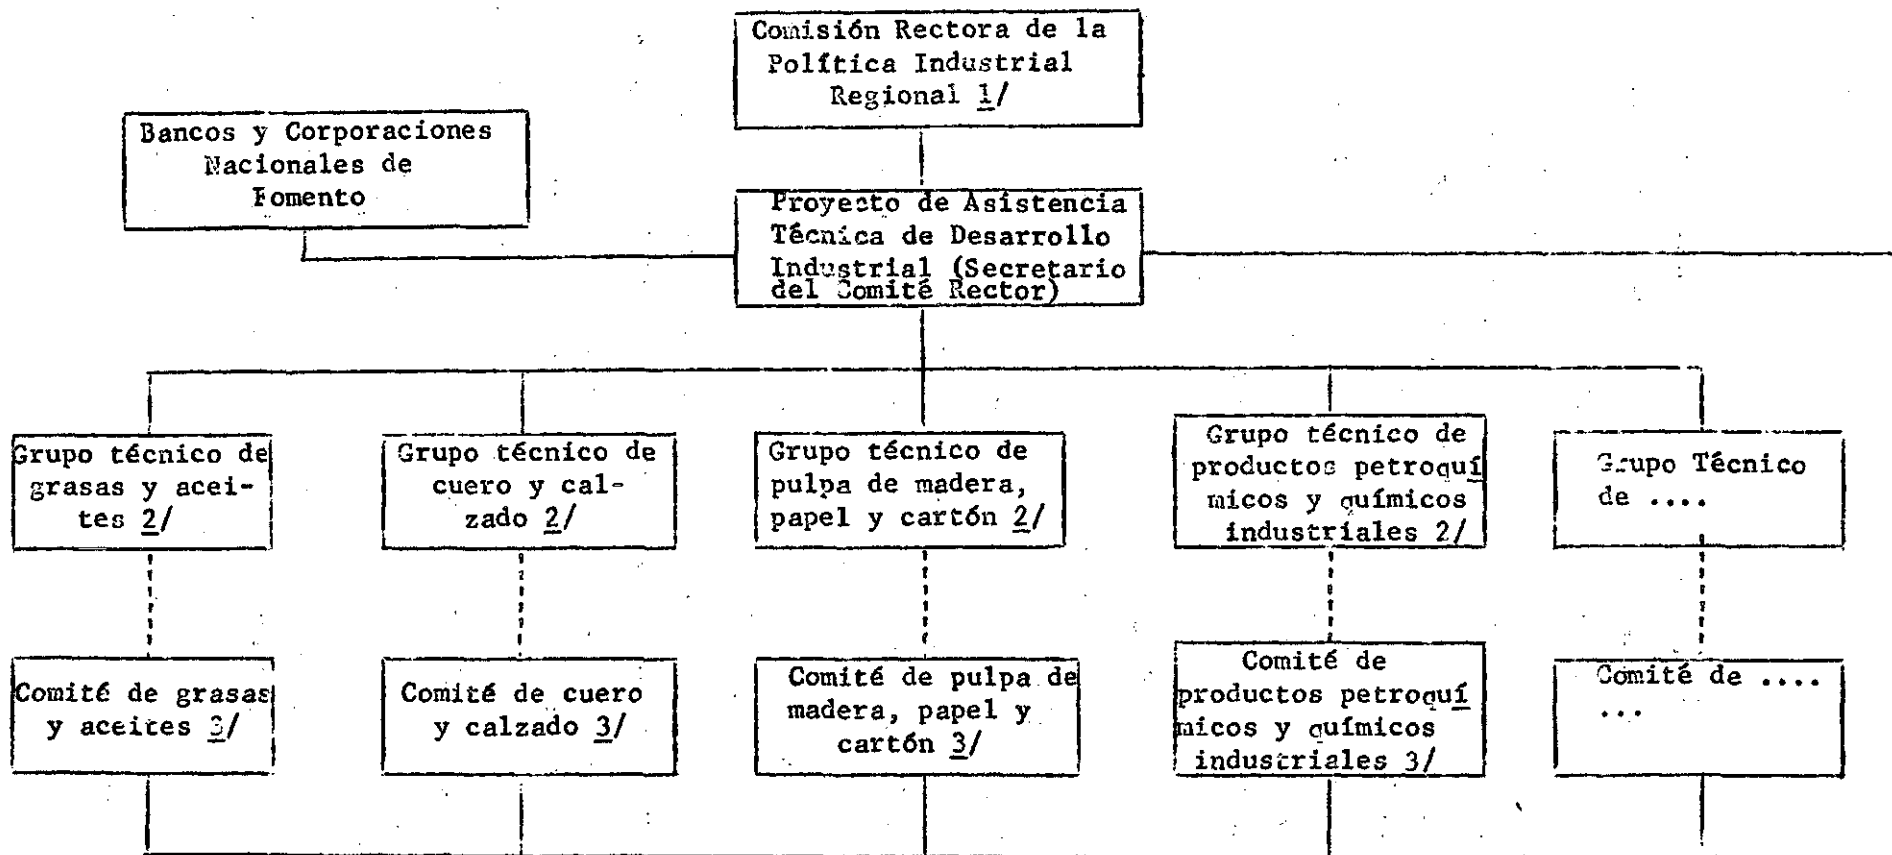 Comisión Rectora de la
Política Industrial
Regional 1/
Bancos y Corporaciones
Nacionales de
Fomento
Proyecto de Asistencia
Técnica de Desarrollo
Industrial (Secretario
del Comité Rector)
Grupo técnico de
grasas y acei-
tes 2/
Grupo técnico de
cuero y cal-
zado 2/
Grupo técnico de
pulpa de madera,
papel y cartón 2/
Grupo técnico de
productos petroquí
micos y químicos
industriales 2/
Grupo Técnico
de ....
Comité de grasas
y aceites 3/
Comité de cuero
y calzado 3/
Comité de pulpa de
madera, papel y
cartón 3/
Comité de
productos petroquí
micos y químicos
industriales 3/
Comité de ....
...